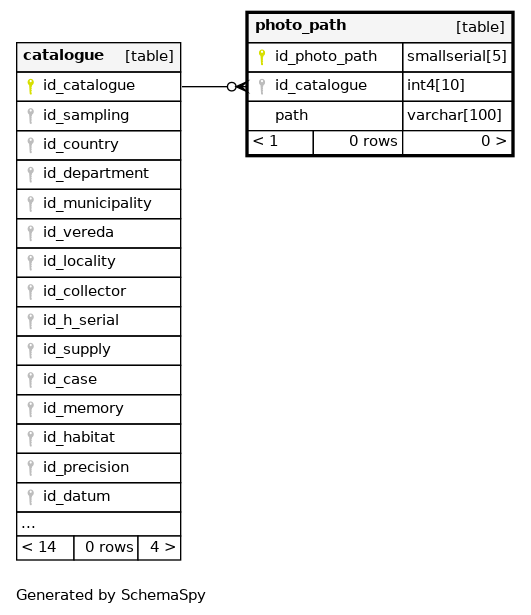 catalogue [table]
id_catalogue
id_sampling
id_country
id_department
id_municipality
id_vereda
id_locality
id_collector
id_h_serial
id_supply
id_case
id_memory
id_habitat
id_precision
id_datum
...
< 14 0 rows 4 >
photo_path [table]
id_photo_path smallserial[5]
id_catalogue int4[10]
path varchar[100]
< 1 0 rows 0 >
Generated by SchemaSpy